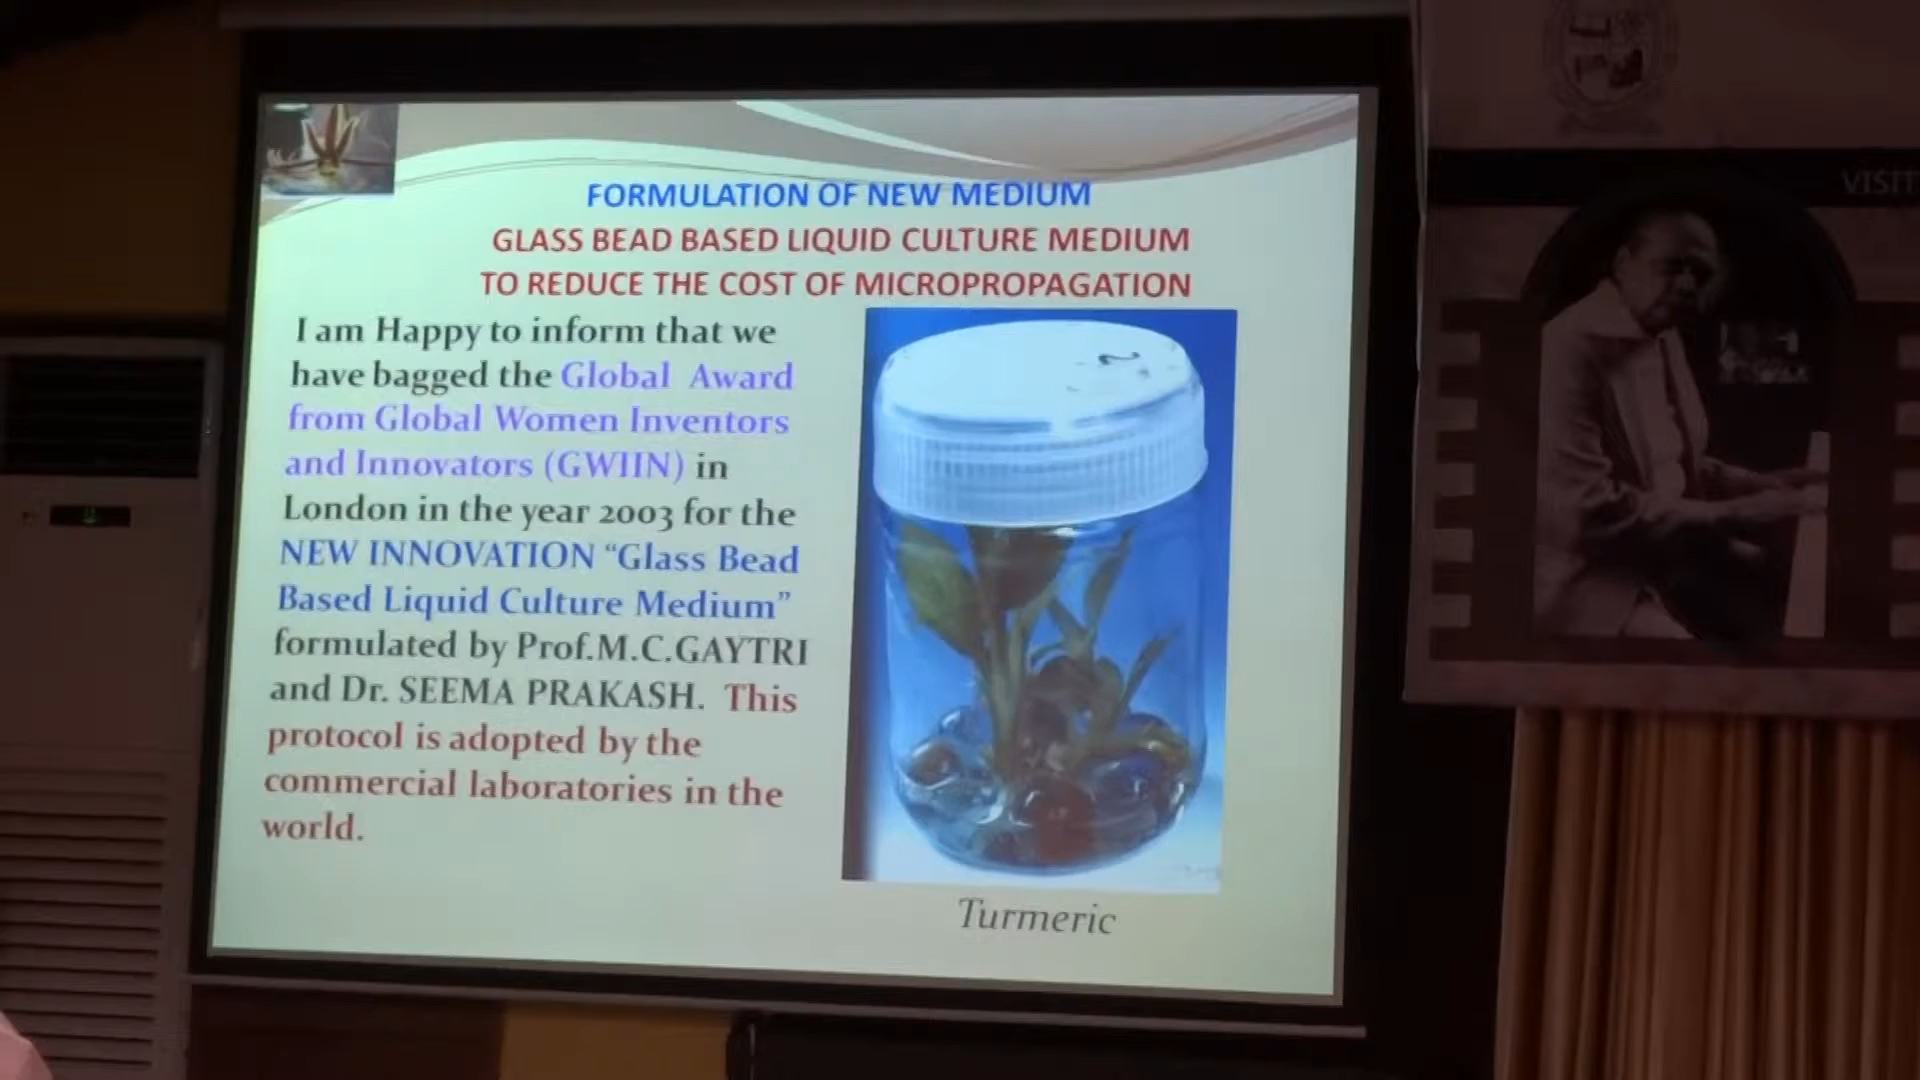 FORMULATION OF NEW MEDIUM
GLASS BEAD BASED LIQUID CULTURE MEDIUM
TO REDUCE THE COST OF MICROPROPAGATION
I am Happy to inform that we
have bagged the Global Award
from Global Women Inventors
and Innovators (GWIIN) in
London in the year 2003 for the
NEW INNOVATION “Glass Bead
Based Liquid Culture Medium”
formulated by Prof.M.C.GAYTRI
and Dr. SEEMA PRAKASH. This
protocol is adopted by the
commercial laboratories in the
world.
Turmeric
VISIT